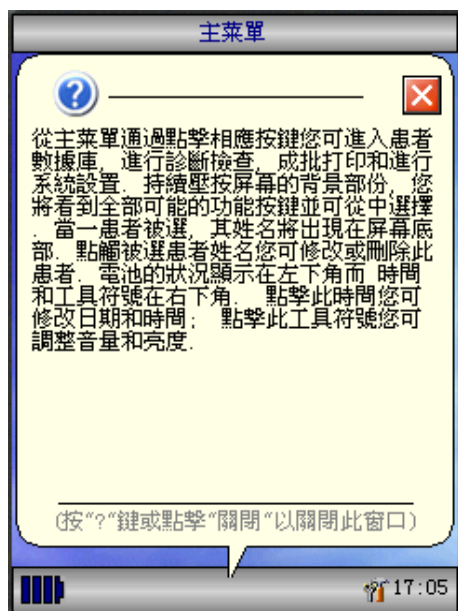 主菜單
從主菜單通過點擊相應按鍵您可進入患者
數據庫, 進行診斷檢查, 成批打印和進行
系統設置. 持續壓按屏幕的背景部份, 您
將看到全部可能的功能按鍵並可從中選擇
. 當一患者被選, 其姓名將出現在屏幕底
部. 點觸被選患者姓名您可修改或刪除此
患者. 電池的狀況顯示在左下角而 時間
和工具符號在右下角. 點擊此時間您可
修改日期和時間; 點擊此工具符號您可
調整音量和亮度.
(按"?"鍵或點擊"關閉"以關閉此窗口)
17:05